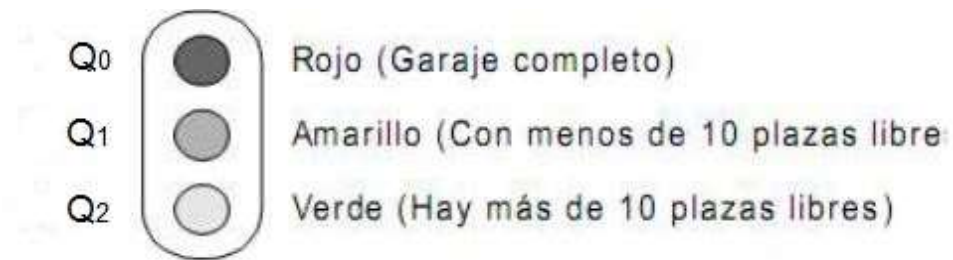 Q0 Rojo (Garaje completo)
Q1 Amarillo (Con menos de 10 plazas libre
Q2 Verde (Hay más de 10 plazas libres)